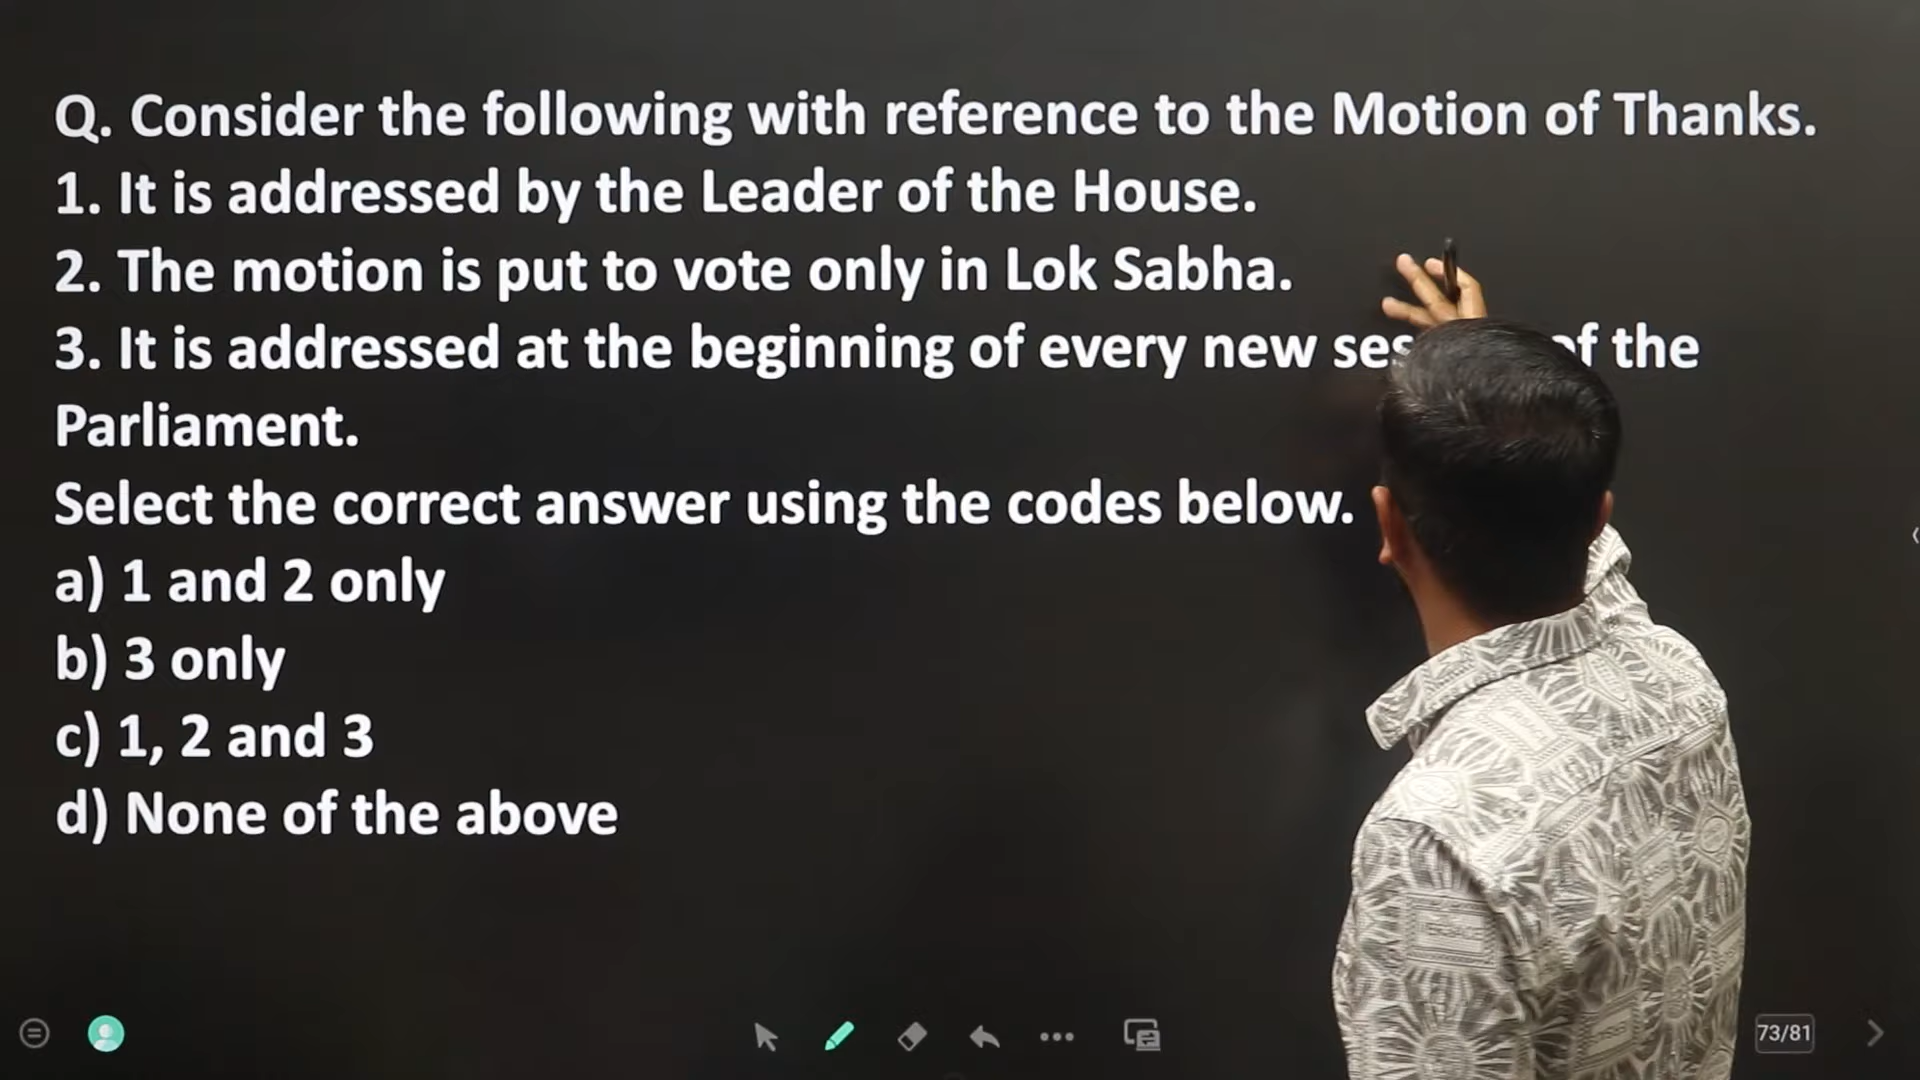 Q. Consider the following with reference to the Motion of Thanks.
1. It is addressed by the Leader of the House.
2. The motion is put to vote only in Lok Sabha.
3. It is addressed at the beginning of every new of the
Parliament.
Select the correct answer using the codes below.
a) 1 and 2 only
b) 3 only
c) 1, 2 and 3
d) None of the above
73/81